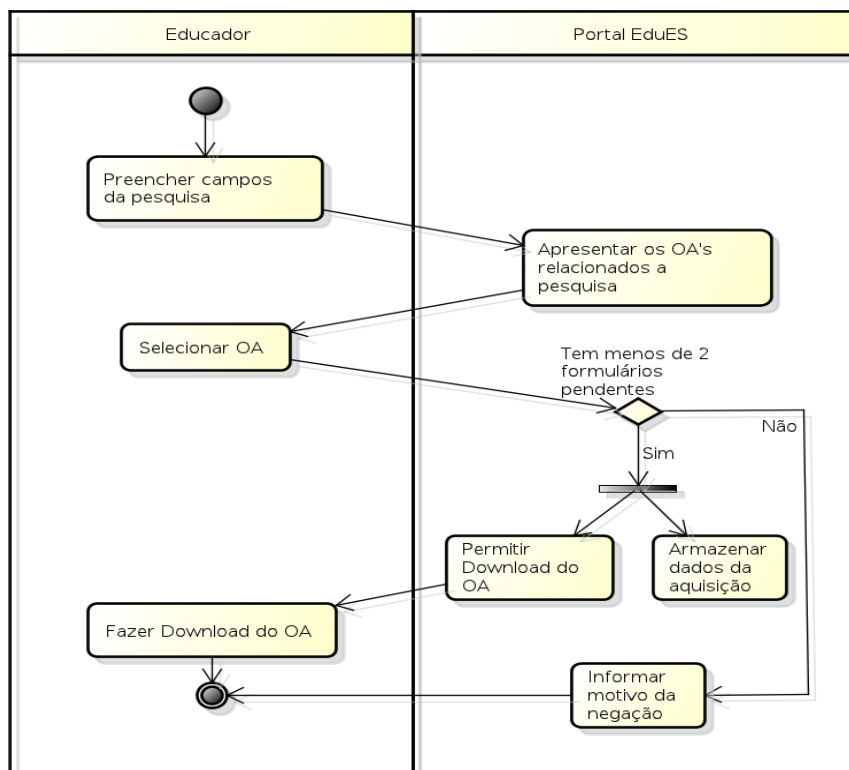 Educador
Portal EduES
Preencher campos
da pesquisa
Apresentar os OA's
relacionados a
pesquisa
Selecionar OA
Tem menos de 2
formulários
pendentes
Não
Sim
Permitir
Download do
OA
Armazenar
dados da
aquisição
Fazer Download do OA
Informar
motivo da
negação